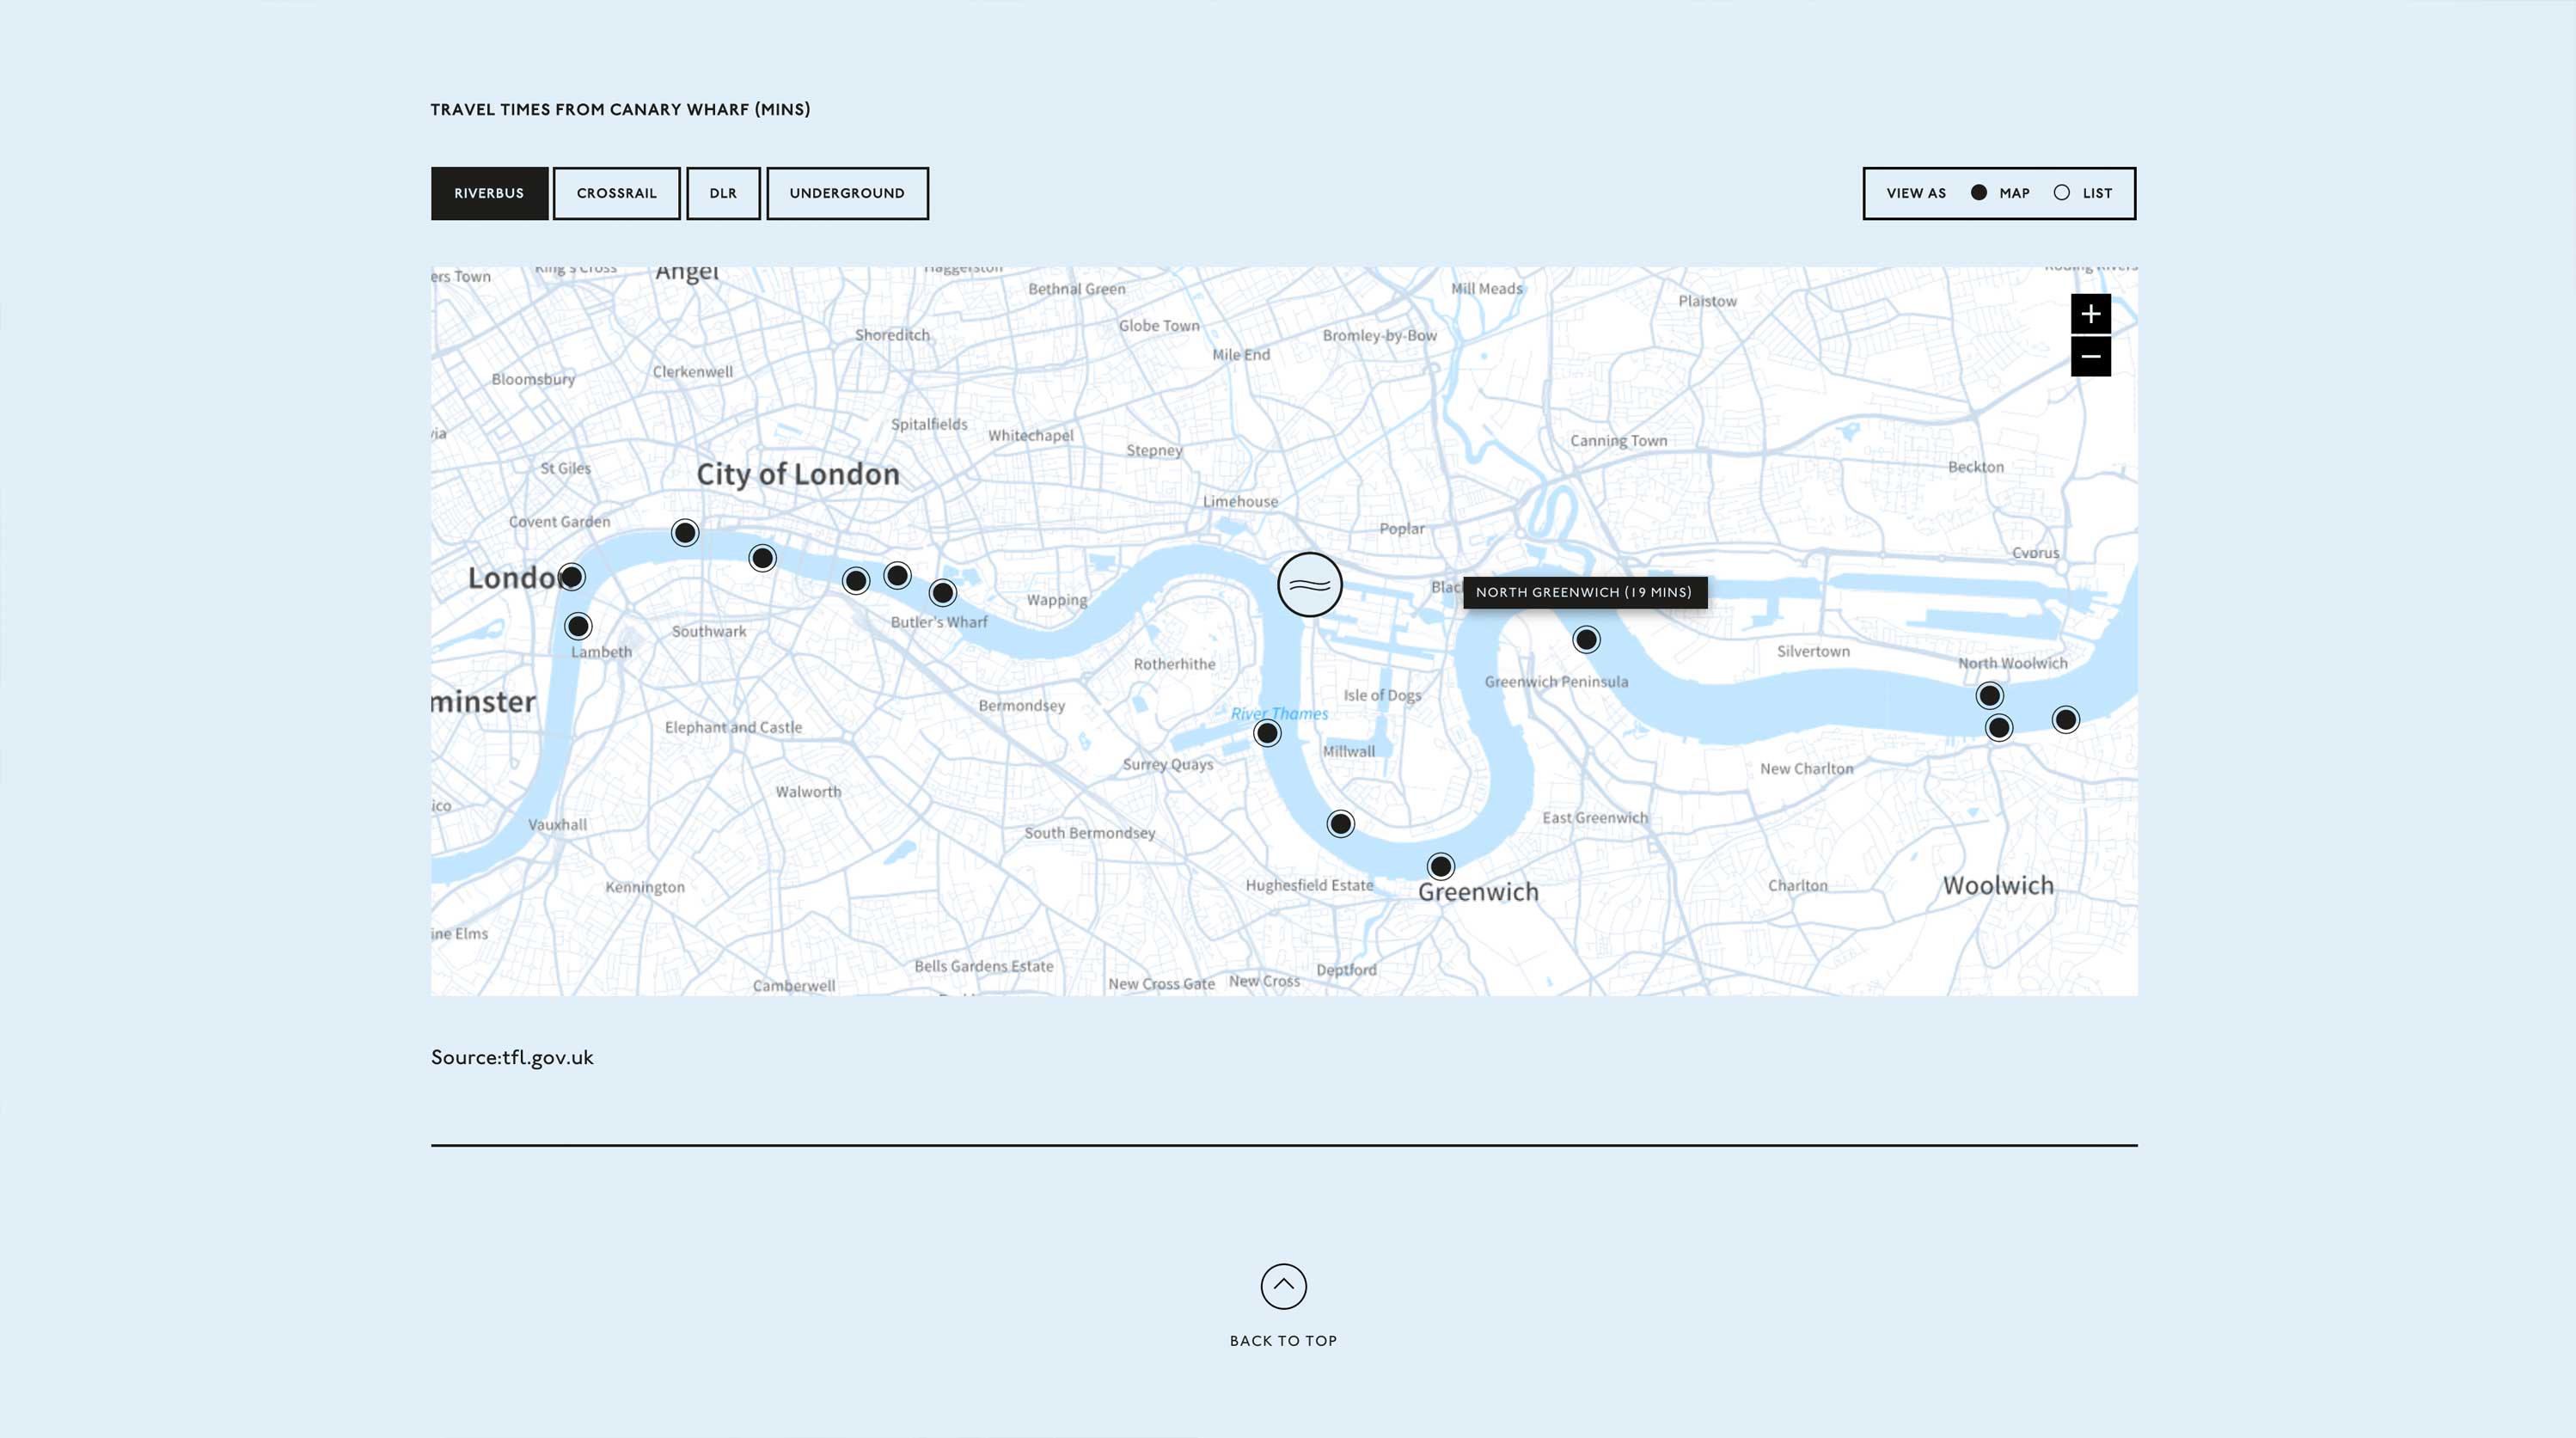 TRAVEL TIMES FROM CANARY WHARF (MINS)
RIVERBUS
CROSSRAIL
DLR
UNDERGROUND
VIEW AS
MAP
LIST
ers Town
King's Cross
Angel
Haggerston
Bethnal Green
Mill Meads
Plaistow
Globe Town
Shoreditch
Bromley-by-Bow
Mile End
Clerkenwell
Bloomsbury
Spitalfields
via
Whitechapel
Canning Town
Stepney
St Giles
City of London
Beckton
Limehouse
Covent Garden
Poplar
Cyprus
London
Blac
NORTH GREENWICH (19 MINS)
Wapping
Butler's Wharf
Southwark
Lambeth
Silvertown
Rotherhithe
North Woolwich
Greenwich Peninsula
Isle of Dogs
minster
Bermondsey
River Thames
Elephant and Castle
Millwall
Surrey Quays
New Charlton
Walworth
ico
East Greenwich
Vauxhall
South Bermondsey
Kennington
Hughesfield Estate
Greenwich
Charlton
Woolwich
ine Elms
Bells Gardens Estate
Deptford
Camberwell
New Cross Gate
New Cross
Source:tfl.gov.uk
BACK TO TOP